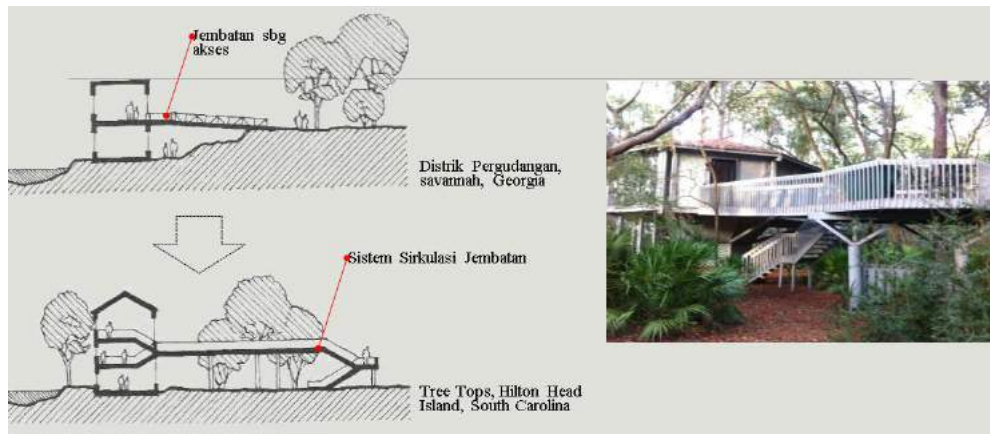 Jembatan sbg
akses
Distrik Pergudangan,
savannah, Georgia
Sistem Sirkulasi Jembatan
Tree Tops, Hilton Head
Island, South Carolina